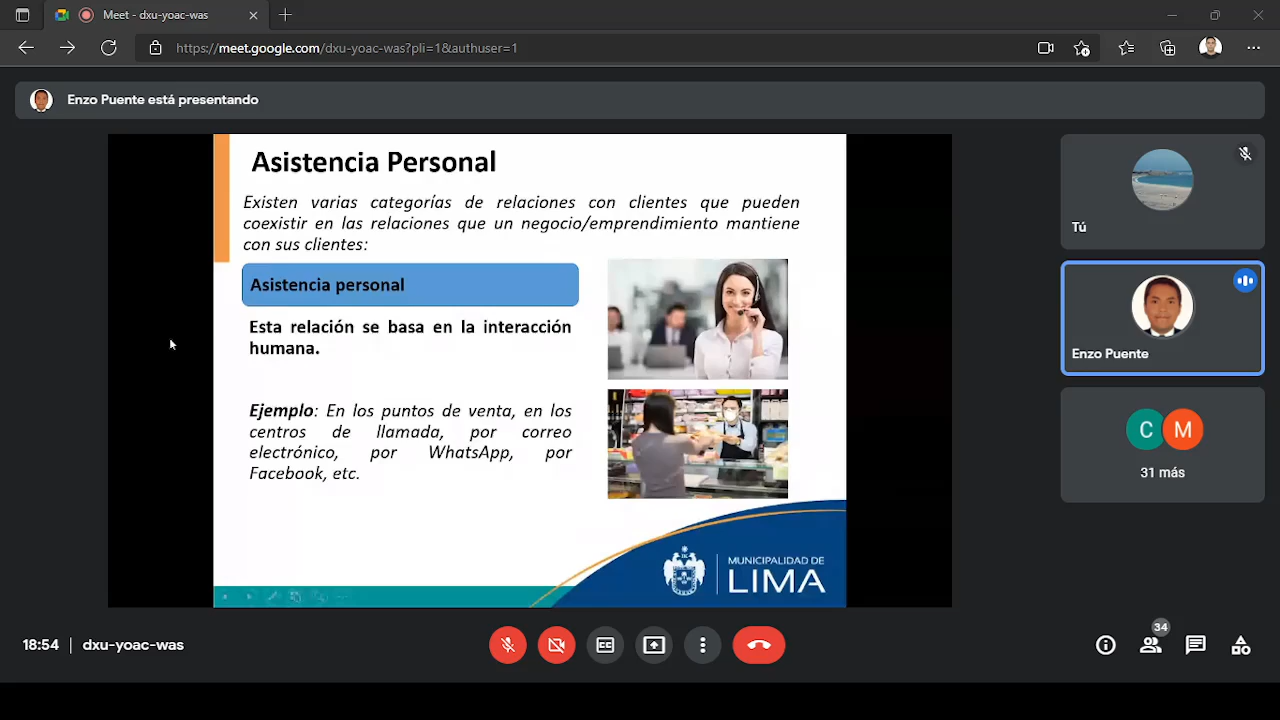 Meet - dxu-yoac-was
https://meet.google.com/dxu-yoac-was?pli=1&authuser=1
Enzo Puente está presentando
Asistencia Personal
Existen varias categorías de relaciones con clientes que pueden
coexistir en las relaciones que un negocio/emprendimiento mantiene
con sus clientes:
Asistencia personal
Esta relación se basa en la interacción
humana.
Ejemplo: En los puntos de venta, en los
centros de llamada, por correo
electrónico, por WhatsApp, por
Facebook, etc.
MUNICIPALIDAD DE
LIMA
Tú
Enzo Puente
C M
31 más
18:54 | dxu-yoac-was
CC
34